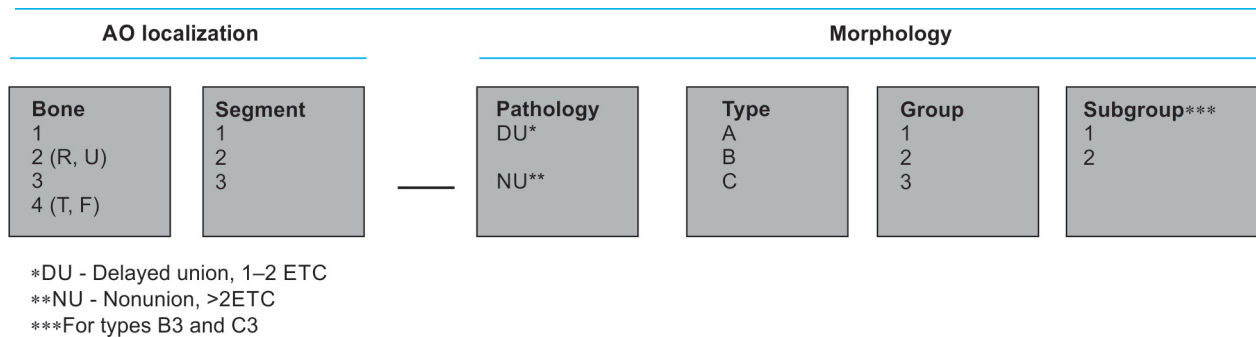 AO localization
Morphology
Bone
1
2 (R, U)
3
4 (T, F)
Segment
1
2
3
Pathology
DU*
NU**
Type
A
B
C
Group
1
2
3
Subgroup***
1
2
*DU - Delayed union, 1–2 ETC
**NU - Nonunion, >2ETC
***For types B3 and C3